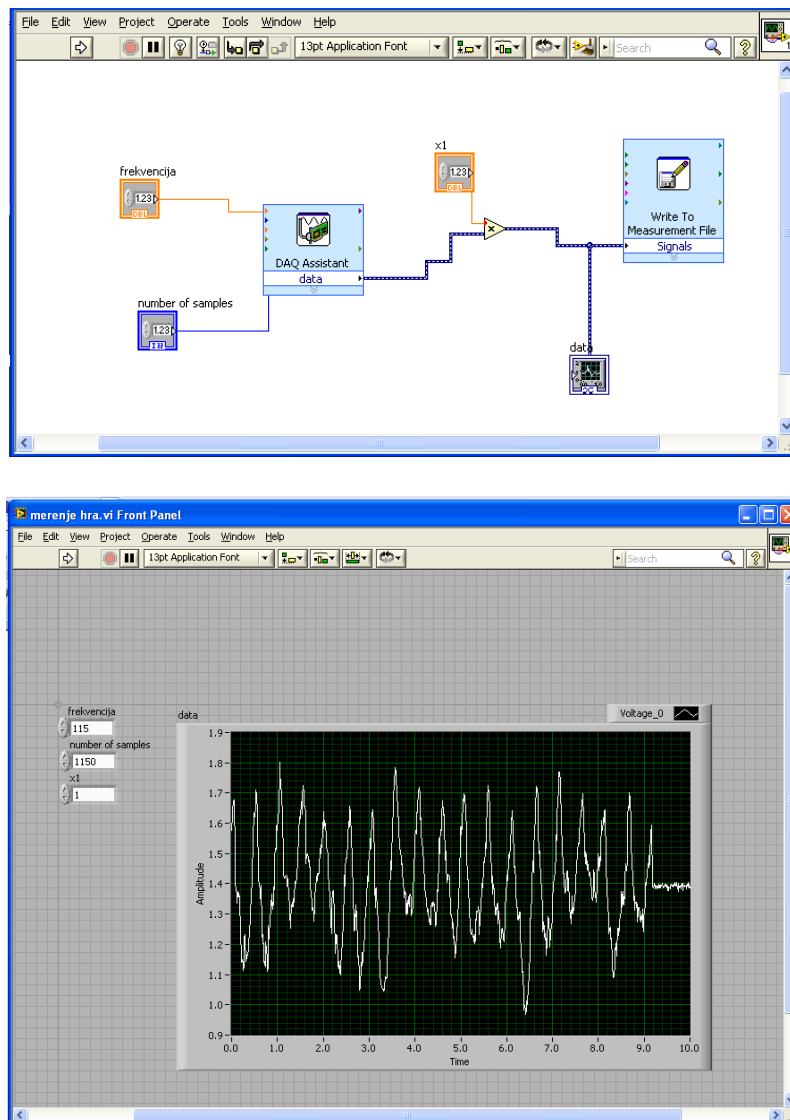 File Edit View Project Operate Tools Window Help
13pt Application Font
Search
x1
1.23
DBL
frekvencija
1.23
DBL
Write To
Measurement File
Signals
DAQ Assistant
data
number of samples
1.23
I32
data
merenje hra.vi Front Panel
File Edit View Project Operate Tools Window Help
13pt Application Font
Search
frekvencija
115
number of samples
1150
x1
1
data
Voltage_0
1.9
1.8
1.7
1.6
1.5
1.4
1.3
1.2
1.1
1.0
0.9
Amplitude
0.0 1.0 2.0 3.0 4.0 5.0 6.0 7.0 8.0 9.0 10.0
Time